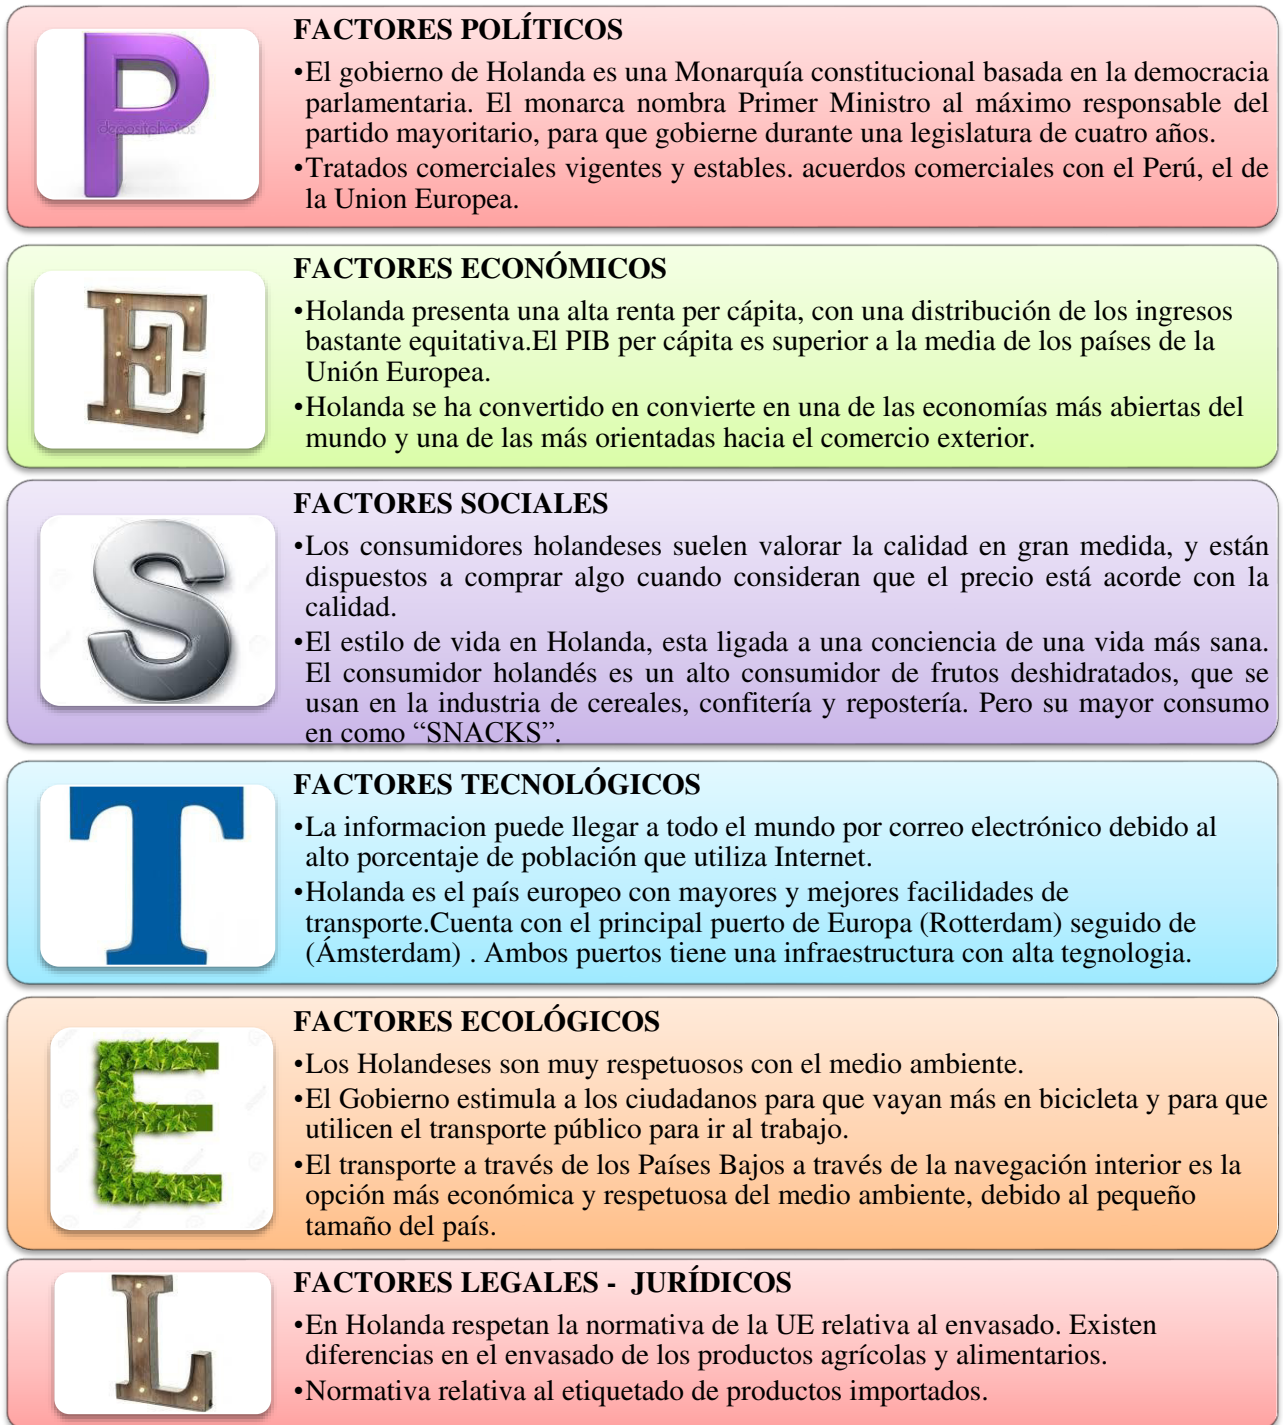 FACTORES POLÍTICOS
•El gobierno de Holanda es una Monarquía constitucional basada en la democracia
parlamentaria. El monarca nombra Primer Ministro al máximo responsable del
partido mayoritario, para que gobierne durante una legislatura de cuatro años.
•Tratados comerciales vigentes y estables. acuerdos comerciales con el Perú, el de
la Union Europea.
P
depositphotos
FACTORES ECONÓMICOS
•Holanda presenta una alta renta per cápita, con una distribución de los ingresos
bastante equitativa.El PIB per cápita es superior a la media de los países de la
Unión Europea.
•Holanda se ha convertido en convierte en una de las economías más abiertas del
mundo y una de las más orientadas hacia el comercio exterior.
E
FACTORES SOCIALES
•Los consumidores holandeses suelen valorar la calidad en gran medida, y están
dispuestos a comprar algo cuando consideran que el precio está acorde con la
calidad.
•El estilo de vida en Holanda, esta ligada a una conciencia de una vida más sana.
El consumidor holandés es un alto consumidor de frutos deshidratados, que se
usan en la industria de cereales, confitería y repostería. Pero su mayor consumo
en como “SNACKS”.
S
FACTORES TECNOLÓGICOS
•La informacion puede llegar a todo el mundo por correo electrónico debido al
alto porcentaje de población que utiliza Internet.
•Holanda es el país europeo con mayores y mejores facilidades de
transporte.Cuenta con el principal puerto de Europa (Rotterdam) seguido de
(Ámsterdam) . Ambos puertos tiene una infraestructura con alta tegnologia.
T
FACTORES ECOLÓGICOS
•Los Holandeses son muy respetuosos con el medio ambiente.
•El Gobierno estimula a los ciudadanos para que vayan más en bicicleta y para que
utilicen el transporte público para ir al trabajo.
•El transporte a través de los Países Bajos a través de la navegación interior es la
opción más económica y respetuosa del medio ambiente, debido al pequeño
tamaño del país.
E
FACTORES LEGALES - JURÍDICOS
•En Holanda respetan la normativa de la UE relativa al envasado. Existen
diferencias en el envasado de los productos agrícolas y alimentarios.
•Normativa relativa al etiquetado de productos importados.
L